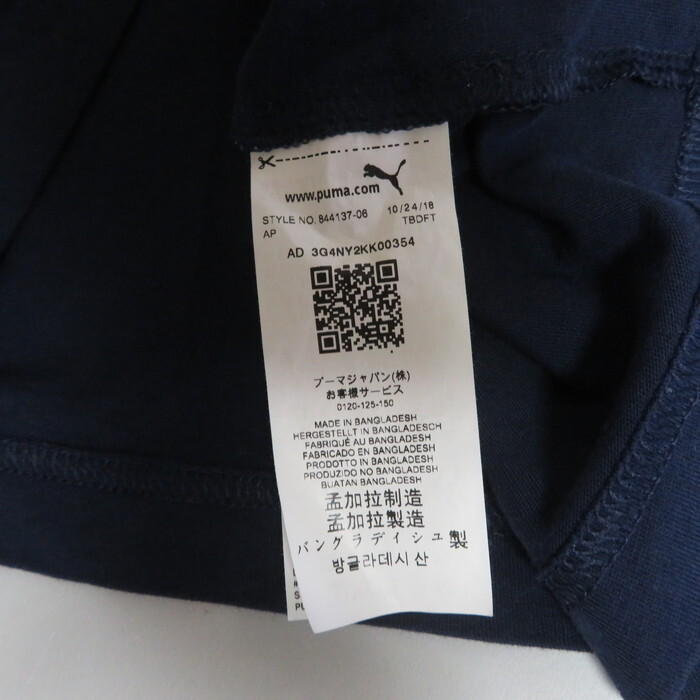 www.puma.com
STYLE NO. 844137-06 10/24/18
AP TBDFT
AD 3G4NY2KK00354
プーマジャパン(株)
お客様サービス
0120-125-150
MADE IN BANGLADESH
HERGESTELLT IN BANGLADESCH
FABRIQUÉ AU BANGLADESH
FABRICADO EN BANGLADESH
PRODOTTO IN BANGLADESH
PRODUZIDO NO BANGLADESH
BUATAN BANGLADESH
孟加拉制造
孟加拉製造
バングラデイシュ製
방글라데시 산